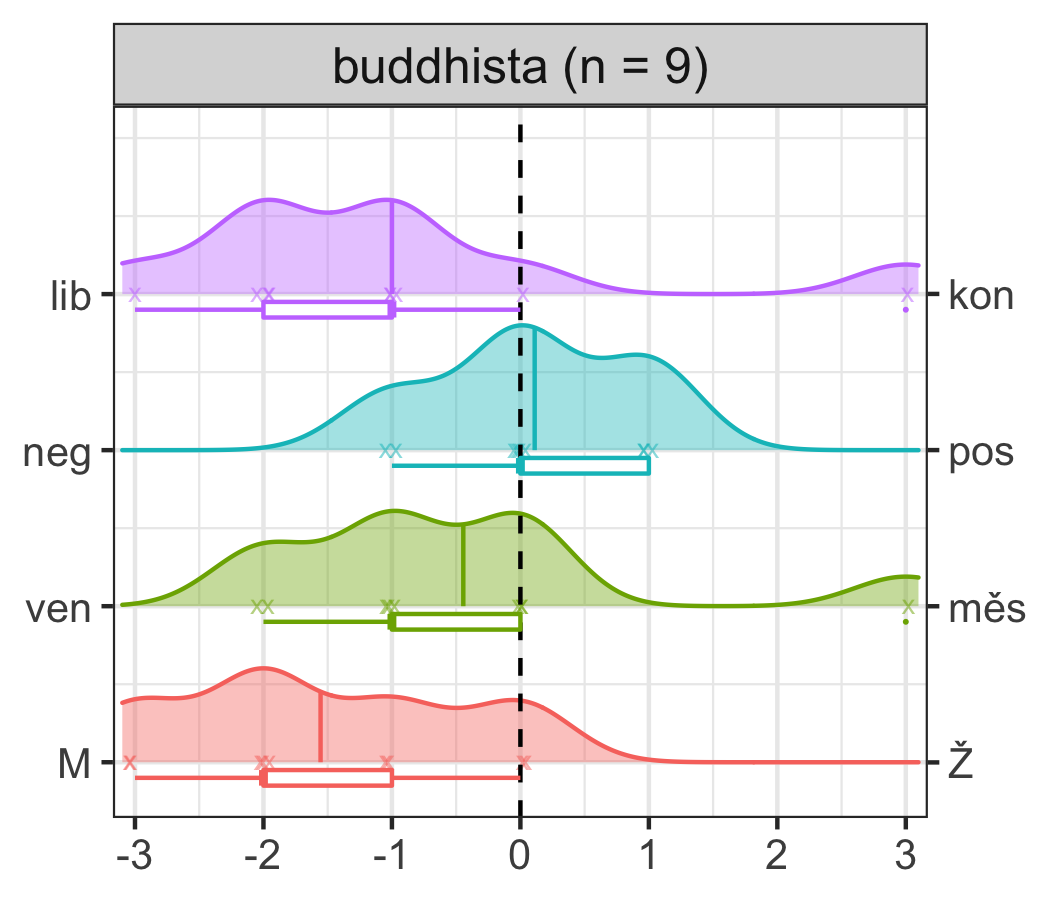 buddhista (n = 9)
lib kon
neg pos
ven měs
M Ž
-3 -2 -1 0 1 2 3